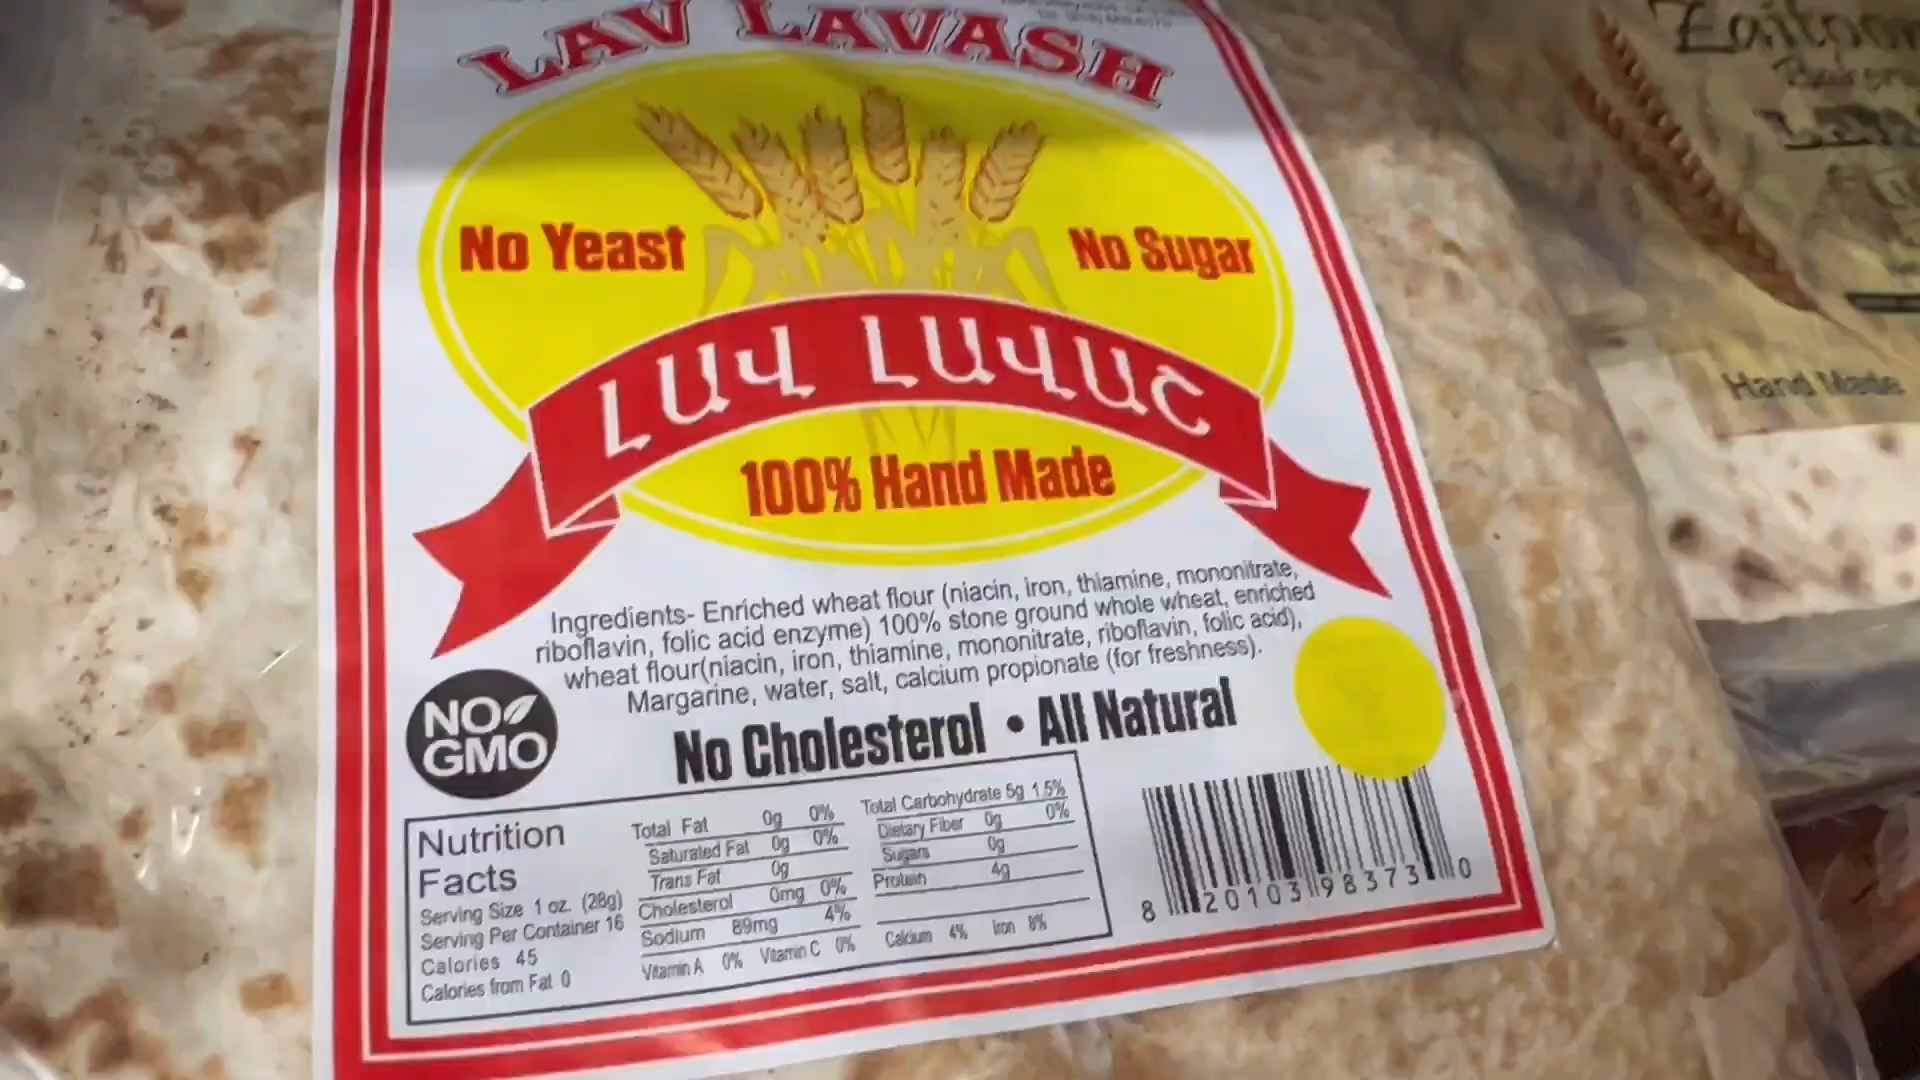 LAV LAVASH
No Yeast
No Sugar
ԼԱՎ ԼԱՎԱՇ
100% Hand Made
Ingredients- Enriched wheat flour (niacin, iron, thiamine, mononitrate,
riboflavin, folic acid enzyme) 100% stone ground whole wheat, enriched
wheat flour(niacin, iron, thiamine, mononitrate, riboflavin, folic acid),
Margarine, water, salt, calcium propionate (for freshness).
NO
GMO
No Cholesterol • All Natural
Nutrition
Facts
Serving Size 1 oz. (28g)
Serving Per Container 16
Calories 45
Calories from Fat 0
Total Fat 0g 0%
Saturated Fat 0g 0%
Trans Fat 0g
Cholesterol 0mg 0%
Sodium 89mg 4%
Vitamin A 0% Vitamin C 0%
Total Carbohydrate 5g 1.5%
Dietary Fiber 0g 0%
Sugars 0g
Protein 4g
Calcium 4% Iron 8%
8 20103 98373 0
Hand Made